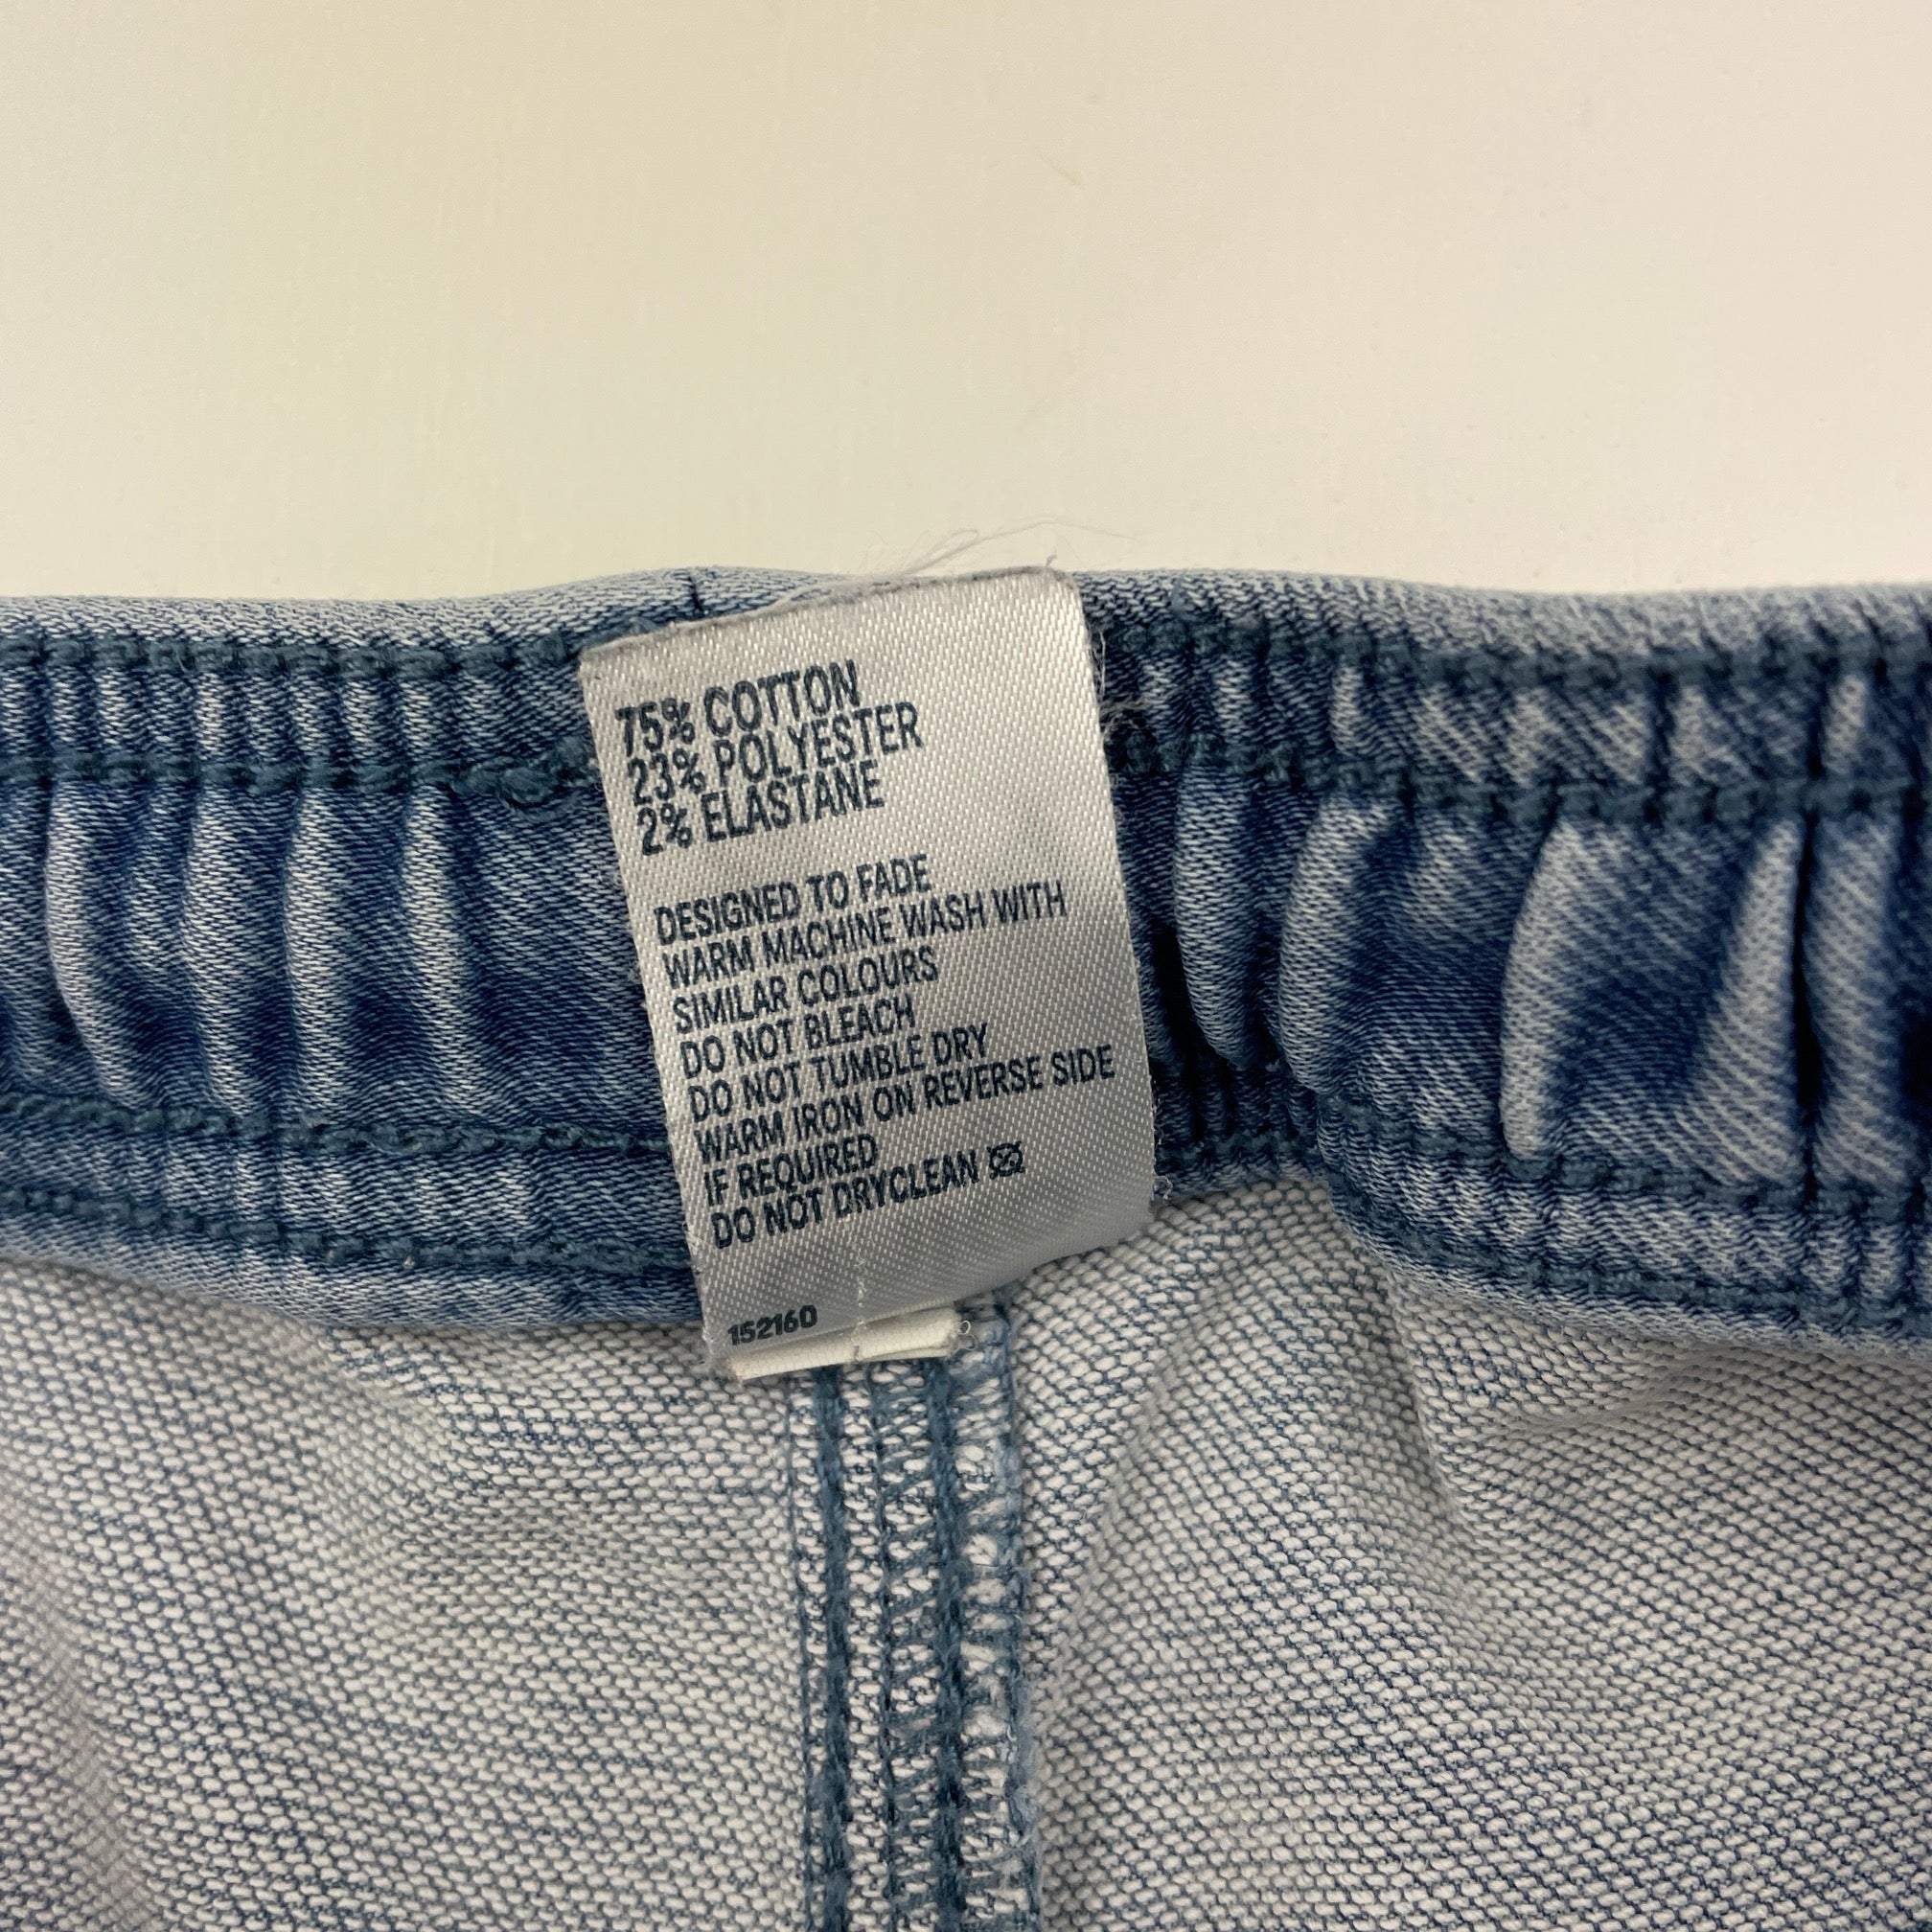 75% COTTON
23% POLYESTER
2% ELASTANE
DESIGNED TO FADE
WARM MACHINE WASH WITH
SIMILAR COLOURS
DO NOT BLEACH
DO NOT TUMBLE DRY
WARM IRON ON REVERSE SIDE
IF REQUIRED
DO NOT DRYCLEAN
152160